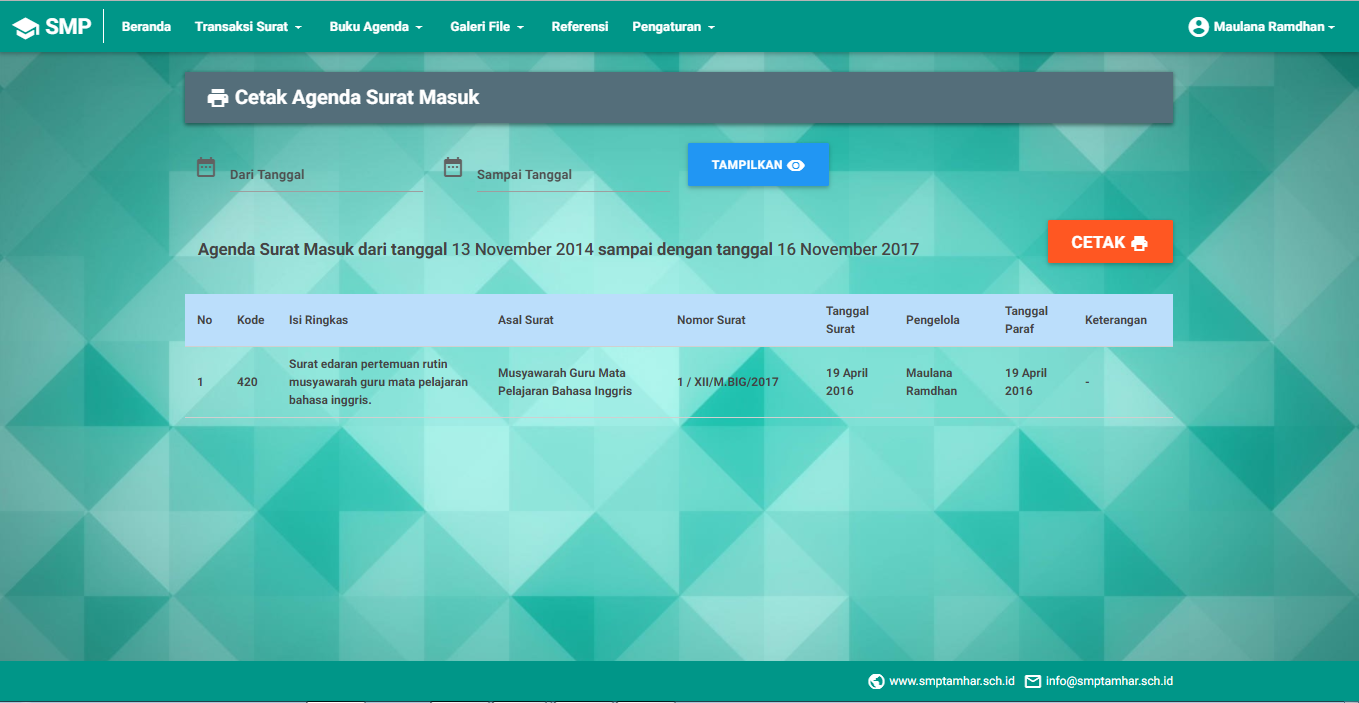 SMP Beranda Transaksi Surat Buku Agenda Galeri File Referensi Pengaturan Maulana Ramdhan
Cetak Agenda Surat Masuk
Dari Tanggal Sampai Tanggal TAMPILKAN
Agenda Surat Masuk dari tanggal 13 November 2014 sampai dengan tanggal 16 November 2017
CETAK
No Kode Isi Ringkas Asal Surat Nomor Surat Tanggal Surat Pengelola Tanggal Paraf Keterangan
1 420 Surat edaran pertemuan rutin musyawarah guru mata pelajaran bahasa inggris. Musyawarah Guru Mata Pelajaran Bahasa Inggris 1 / XII/M.BIG/2017 19 April 2016 Maulana Ramdhan 19 April 2016 -
www.smptamhar.sch.id info@smptamhar.sch.id